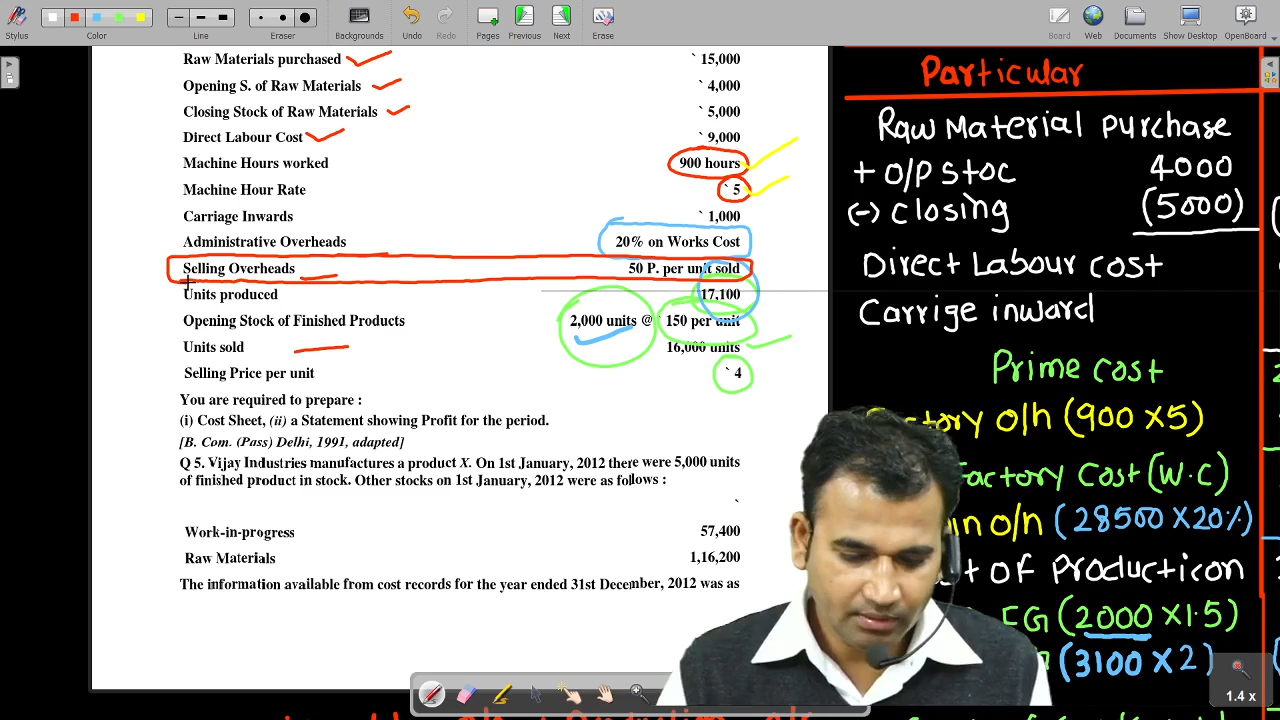 Stylus
Color
Line
Eraser
Backgrounds
Undo
Redo
Pages
Previous
Next
Erase
Board
Web
Documents
Show Desktop
OpenBoard
Raw Materials purchased ` 15,000
Opening S. of Raw Materials ` 4,000
Closing Stock of Raw Materials ` 5,000
Direct Labour Cost ` 9,000
Machine Hours worked 900 hours
Machine Hour Rate ` 5
Carriage Inwards ` 1,000
Administrative Overheads 20% on Works Cost
Selling Overheads 50 P. per unit sold
Units produced 17,100
Opening Stock of Finished Products 2,000 units @ ` 150 per unit
Units sold 16,000 units
Selling Price per unit ` 4
You are required to prepare :
(i) Cost Sheet, (ii) a Statement showing Profit for the period.
[B. Com. (Pass) Delhi, 1991, adapted]
Q 5. Vijay Industries manufactures a product X. On 1st January, 2012 there were 5,000 units
of finished product in stock. Other stocks on 1st January, 2012 were as follows :
`
Work-in-progress 57,400
Raw Materials 1,16,200
The information available from cost records for the year ended 31st December, 2012 was as
Particular
Raw Material purchase
+ O/P stoc 4000
(-) closing (5000)
Direct Labour cost
Carrige inward
Prime cost
o/h (900 X 5)
Factory Cost (W.C)
o/h (28500 X 20%)
of Producticon
FG (2000 X 1.5)
(3100 X 2)
1.4 x